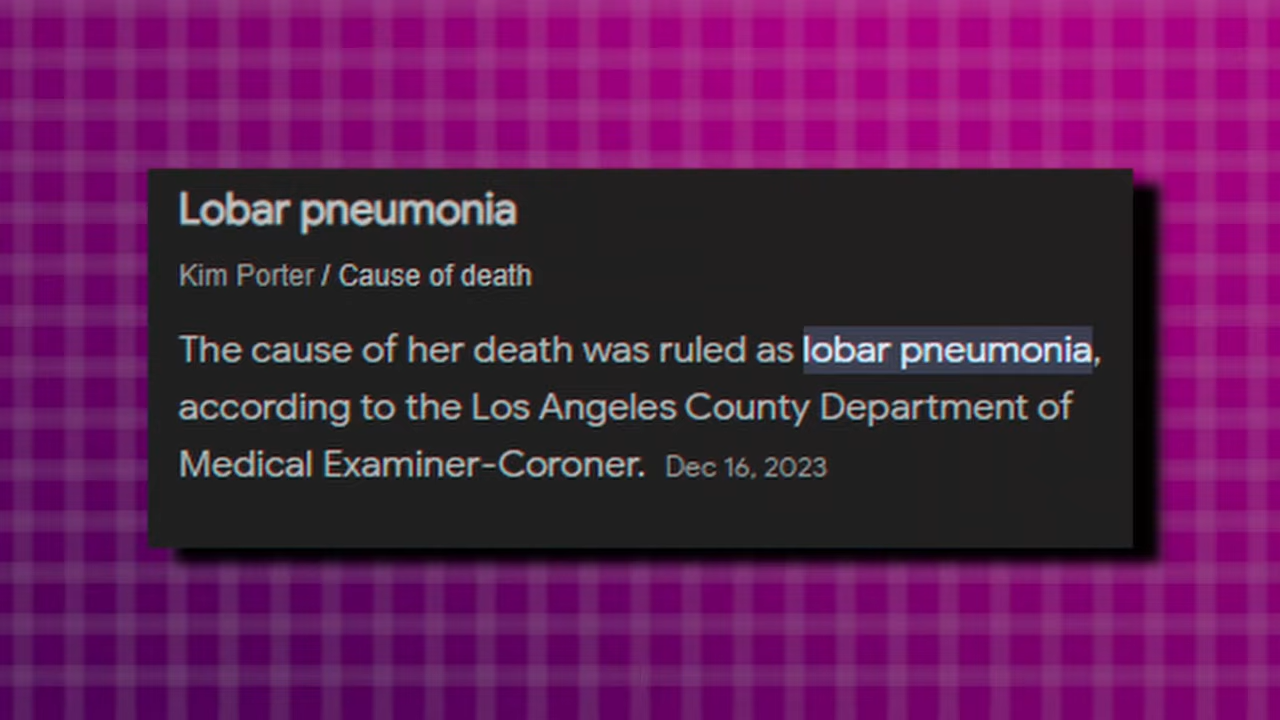 Lobar pneumonia
Kim Porter / Cause of death
The cause of her death was ruled as lobar pneumonia,
according to the Los Angeles County Department of
Medical Examiner-Coroner. Dec 16, 2023